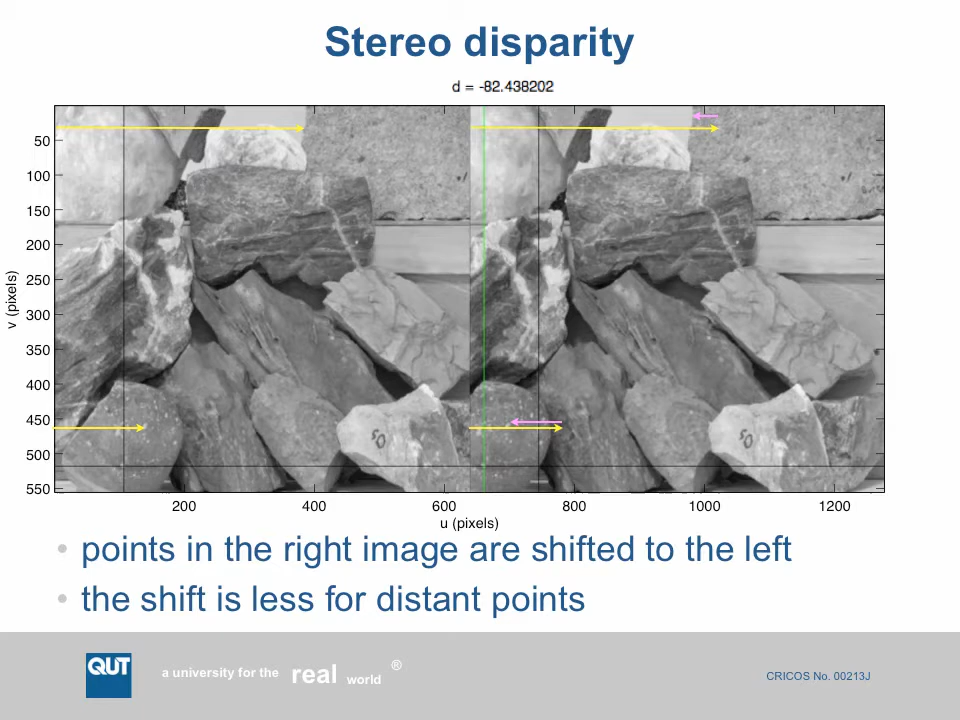 Stereo disparity
d = -82.438202
50
100
150
200
250
300
350
400
450
500
550
v (pixels)
50
50
200
400
600
800
1000
1200
u (pixels)
• points in the right image are shifted to the left
• the shift is less for distant points
QUT
a university for the real world ®
CRICOS No. 00213J